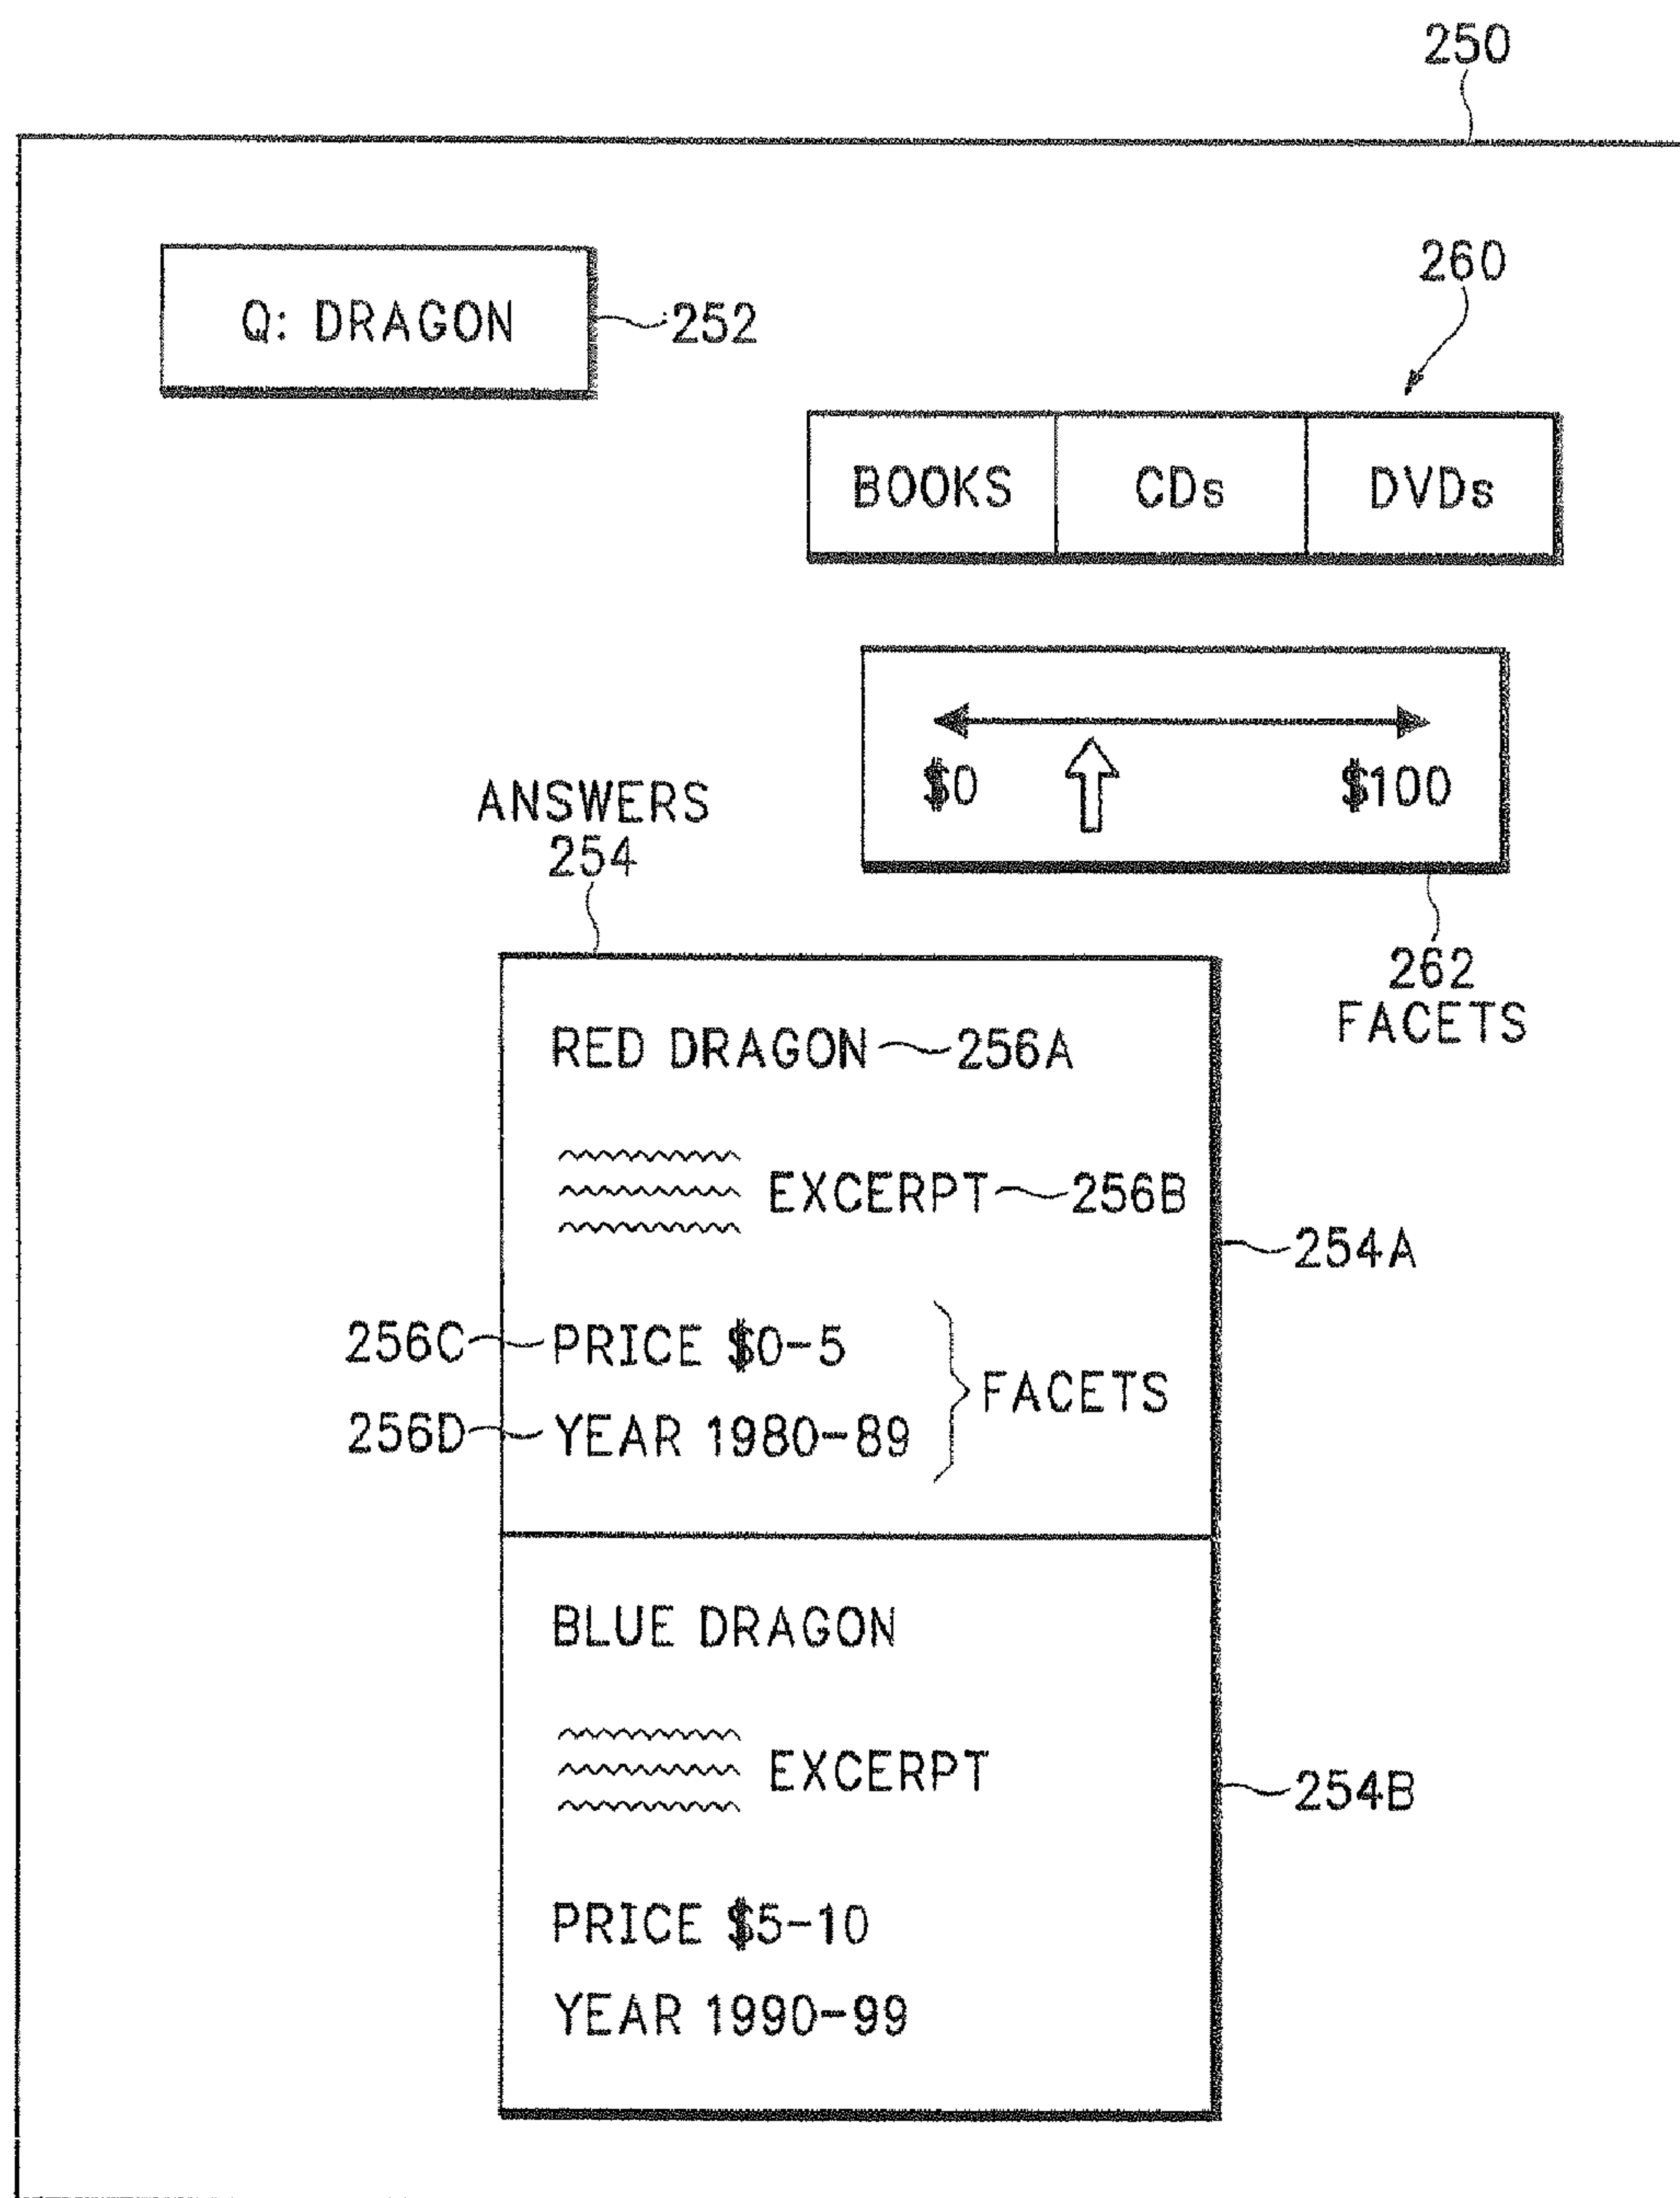 250
Q: DRAGON 252
260
BOOKS CDs DVDs
$0 $100
262
FACETS
ANSWERS
254
RED DRAGON 256A
EXCERPT 256B
254A
256C PRICE $0-5
256D YEAR 1980-89
FACETS
BLUE DRAGON
EXCERPT
254B
PRICE $5-10
YEAR 1990-99